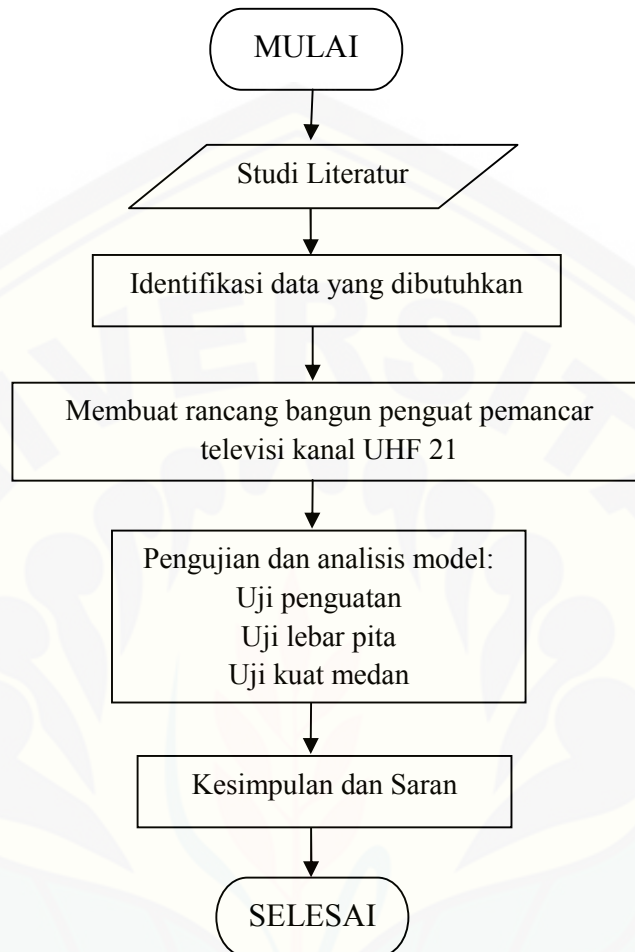 MULAI
Studi Literatur
Identifikasi data yang dibutuhkan
Membuat rancang bangun penguat pemancar
televisi kanal UHF 21
Pengujian dan analisis model:
Uji penguatan
Uji lebar pita
Uji kuat medan
Kesimpulan dan Saran
SELESAI